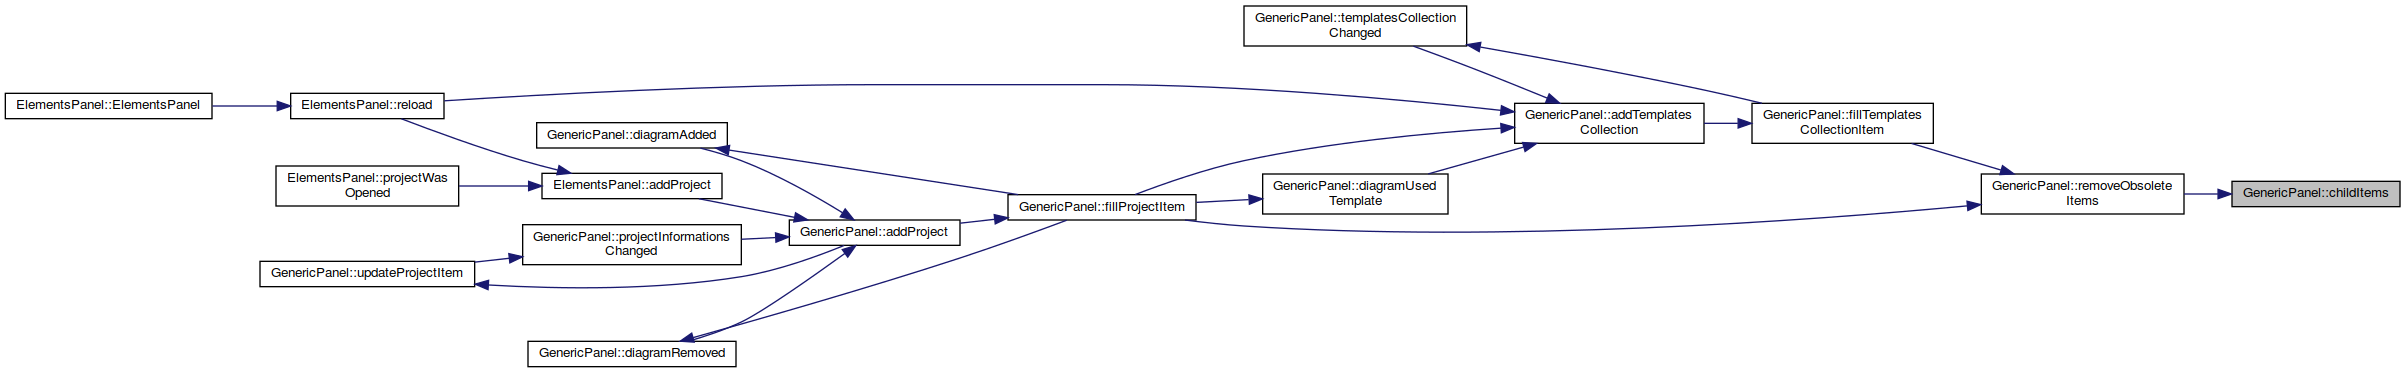 GenericPanel::templatesCollection
Changed
ElementsPanel::ElementsPanel
ElementsPanel::reload
GenericPanel::addTemplates
Collection
GenericPanel::fillTemplates
CollectionItem
GenericPanel::diagramAdded
ElementsPanel::projectWas
Opened
ElementsPanel::addProject
GenericPanel::diagramUsed
Template
GenericPanel::removeObsolete
Items
GenericPanel::childItems
GenericPanel::fillProjectItem
GenericPanel::addProject
GenericPanel::projectInformations
Changed
GenericPanel::updateProjectItem
GenericPanel::diagramRemoved